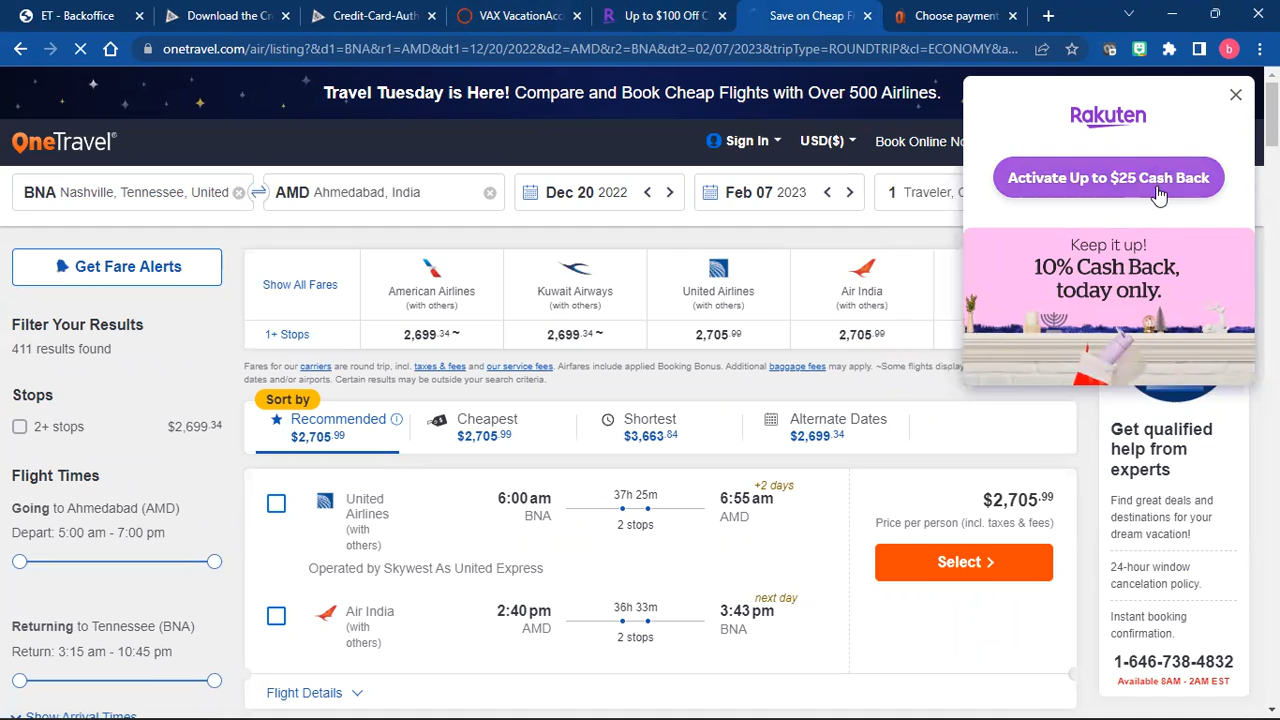 ET - Backoffice
Download the Cr
Credit-Card-Auth
VAX VacationAcc
Up to $100 Off C
Save on Cheap Fl
Choose payment
onetravel.com/air/listing?&d1=BNA&r1=AMD&dt1=12/20/2022&d2=AMD&r2=BNA&dt2=02/07/2023&tripType=ROUNDTRIP&cl=ECONOMY&a...
b
Travel Tuesday is Here! Compare and Book Cheap Flights with Over 500 Airlines.
OneTravel®
Sign In
USD($)
Book Online No
Rakuten
Activate Up to $25 Cash Back
Keep it up!
10% Cash Back,
today only.
BNA Nashville, Tennessee, United
AMD Ahmedabad, India
Dec 20 2022
Feb 07 2023
1 Traveler,
Get Fare Alerts
Filter Your Results
411 results found
Stops
2+ stops $2,699.34
Flight Times
Going to Ahmedabad (AMD)
Depart: 5:00 am - 7:00 pm
Returning to Tennessee (BNA)
Return: 3:15 am - 10:45 pm
Show Arrival Times
Show All Fares
American Airlines
(with others)
Kuwait Airways
(with others)
United Airlines
(with others)
Air India
(with others)
1+ Stops
2,699.34 ~
2,699.34 ~
2,705.99
2,705.99
Fares for our carriers are round trip, incl. taxes & fees and our service fees. Airfares include applied Booking Bonus. Additional baggage fees may apply. ~Some flights display
dates and/or airports. Certain results may be outside your search criteria.
Sort by
Recommended
$2,705.99
Cheapest
$2,705.99
Shortest
$3,663.84
Alternate Dates
$2,699.34
United
Airlines
(with
others)
6:00 am
BNA
37h 25m
2 stops
+2 days
6:55 am
AMD
Operated by Skywest As United Express
Air India
(with
others)
2:40 pm
AMD
36h 33m
2 stops
next day
3:43 pm
BNA
$2,705.99
Price per person (incl. taxes & fees)
Select
Flight Details
Get qualified
help from
experts
Find great deals and
destinations for your
dream vacation!
24-hour window
cancelation policy.
Instant booking
confirmation.
1-646-738-4832
Available 8AM - 2AM EST